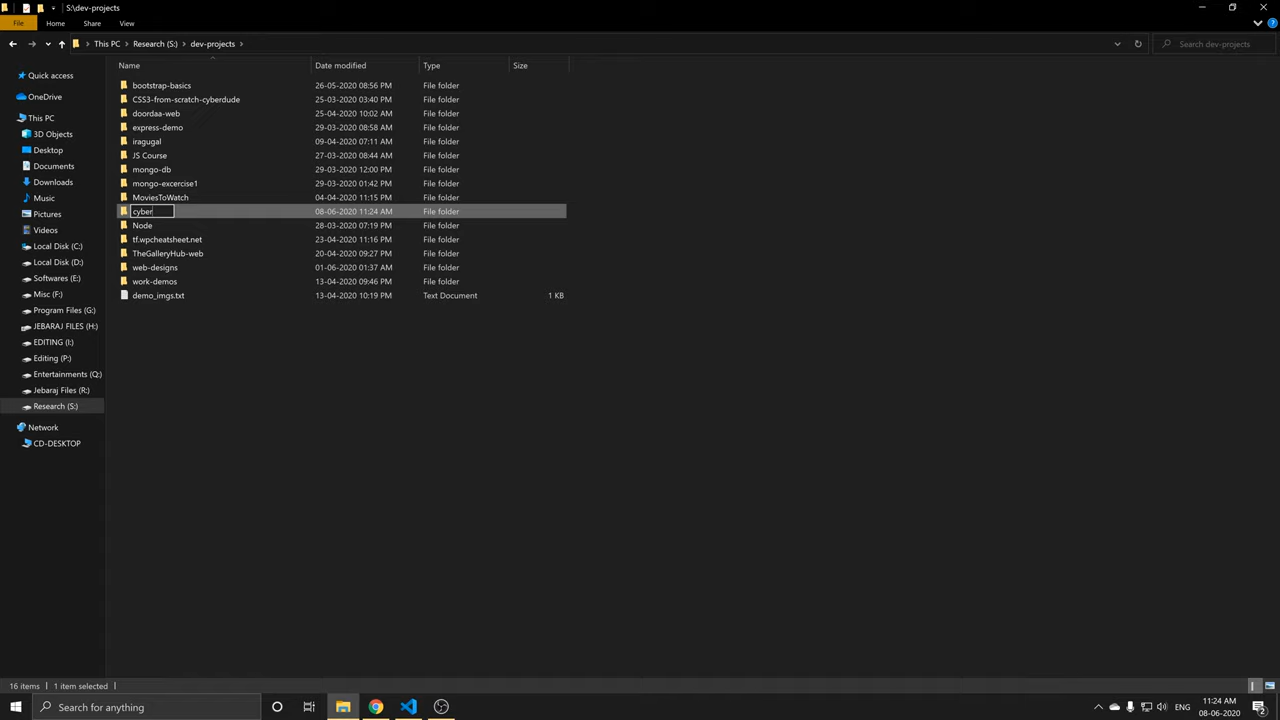 S:\dev-projects
File
Home
Share
View
This PC
Research (S:)
dev-projects
Search dev-projects
Name
Date modified
Type
Size
Quick access
OneDrive
This PC
3D Objects
Desktop
Documents
Downloads
Music
Pictures
Videos
Local Disk (C:)
Local Disk (D:)
Softwares (E:)
Misc (F:)
Program Files (G:)
JEBARAJ FILES (H:)
EDITING (I:)
Editing (P:)
Entertainments (Q:)
Jebaraj Files (R:)
Research (S:)
Network
CD-DESKTOP
bootstrap-basics 26-05-2020 08:56 PM File folder
CSS3-from-scratch-cyberdude 25-03-2020 03:40 PM File folder
doordaa-web 25-04-2020 10:02 AM File folder
express-demo 29-03-2020 08:58 AM File folder
iragugal 09-04-2020 07:11 AM File folder
JS Course 27-03-2020 08:44 AM File folder
mongo-db 29-03-2020 12:00 PM File folder
mongo-excercise1 29-03-2020 01:42 PM File folder
MoviesToWatch 04-04-2020 11:15 PM File folder
cyber 08-06-2020 11:24 AM File folder
Node 28-03-2020 07:19 PM File folder
tf.wpcheatsheet.net 23-04-2020 11:16 PM File folder
TheGalleryHub-web 20-04-2020 09:27 PM File folder
web-designs 01-06-2020 01:37 AM File folder
work-demos 13-04-2020 09:46 PM File folder
demo_imgs.txt 13-04-2020 10:19 PM Text Document 1 KB
16 items
1 item selected
Search for anything
ENG
11:24 AM
08-06-2020
2